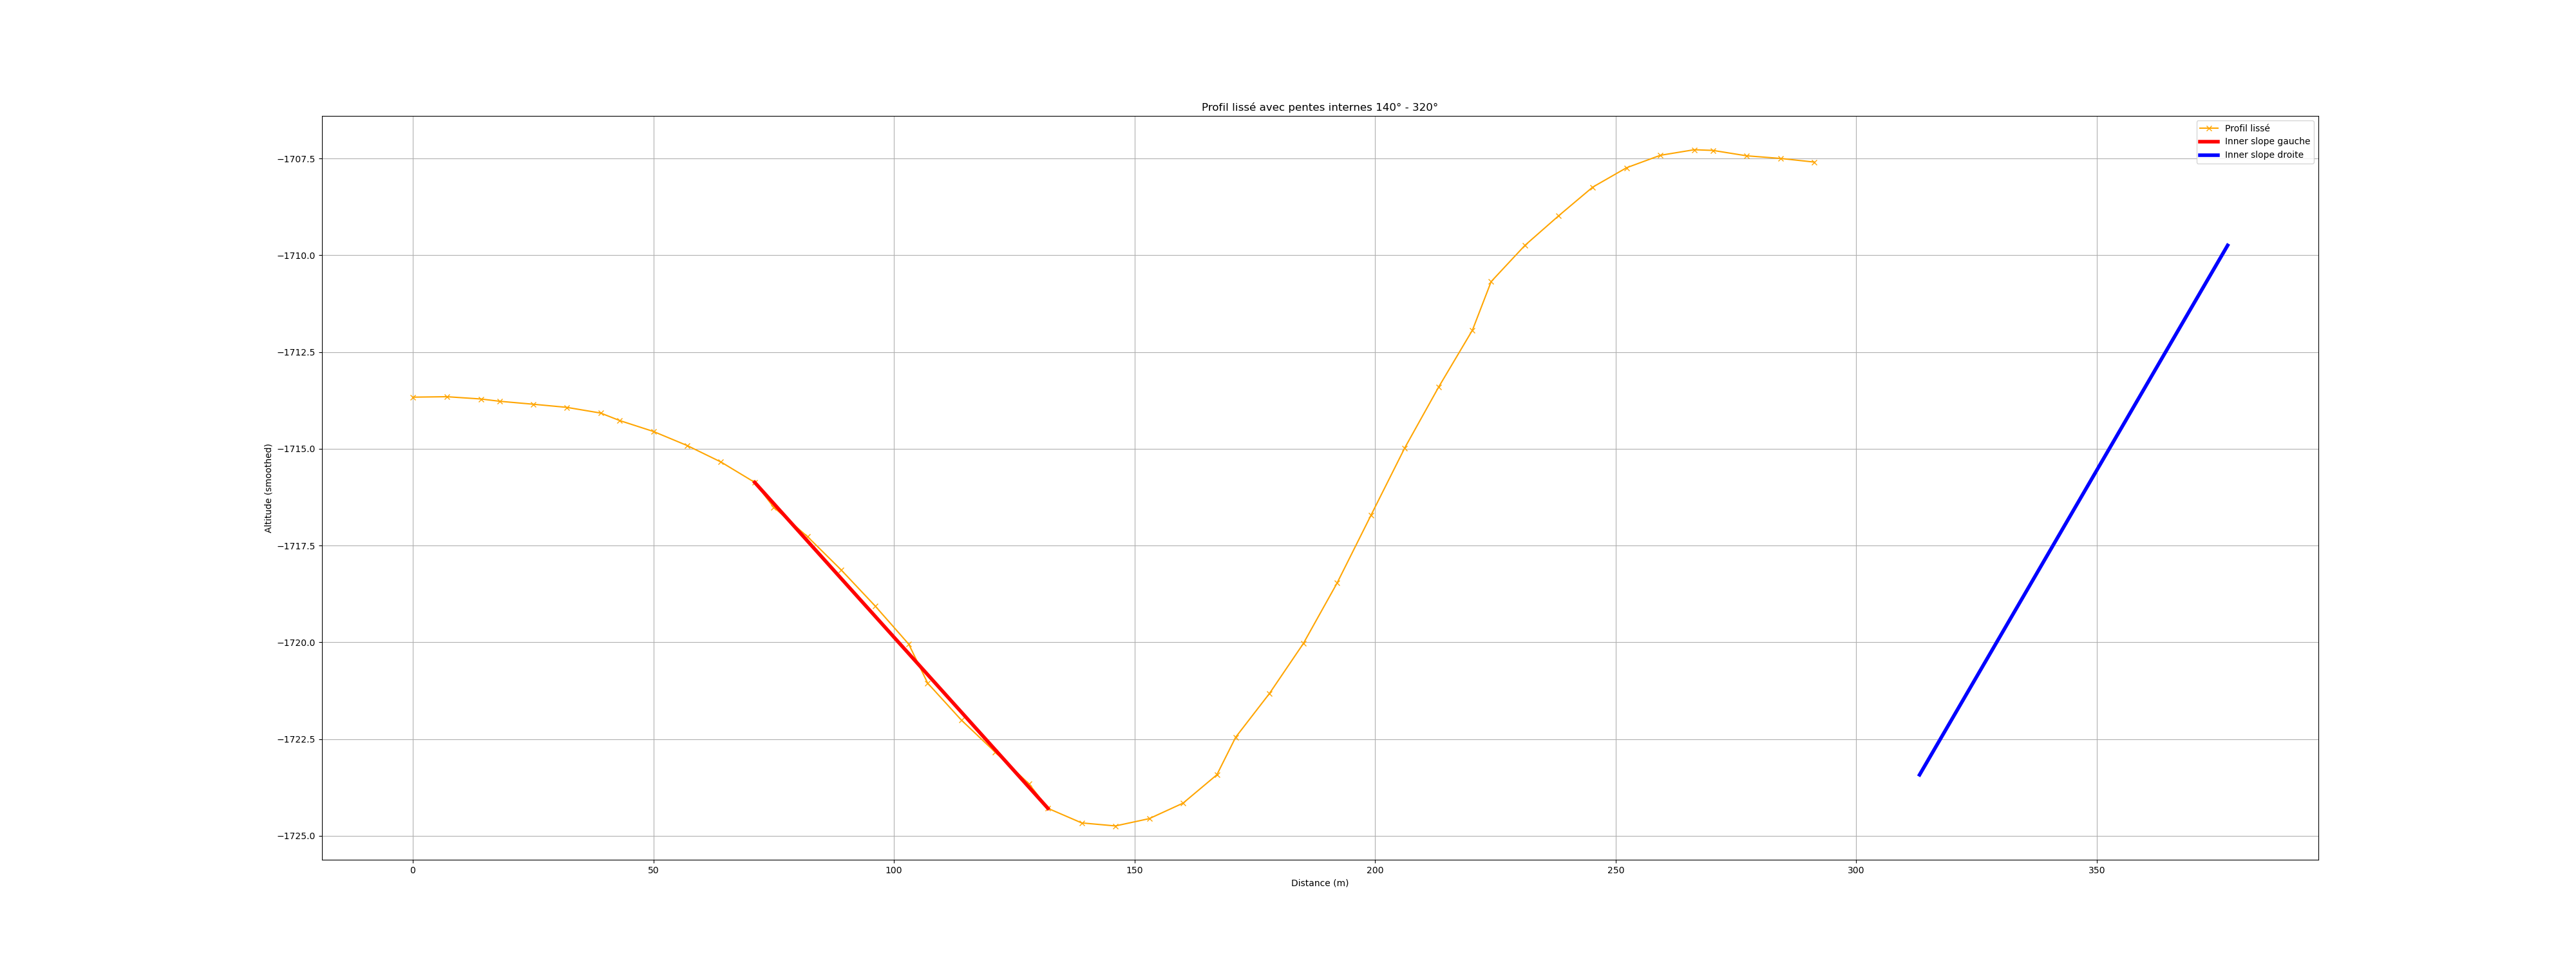 Profil lissé avec pentes internes 140° - 320°
Profil lissé
Inner slope gauche
Inner slope droite
Altitude (smoothed)
−1707.5
−1710.0
−1712.5
−1715.0
−1717.5
−1720.0
−1722.5
−1725.0
0
50
100
150
200
250
300
350
Distance (m)